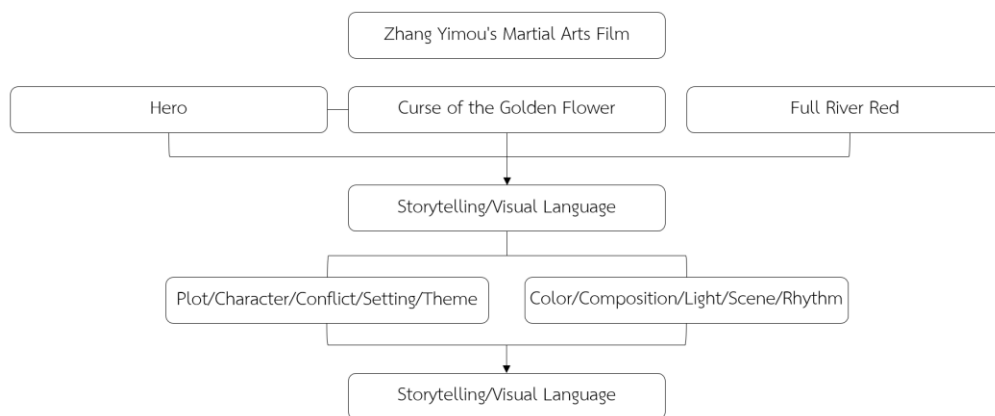 Zhang Yimou's Martial Arts Film
Hero
Curse of the Golden Flower
Full River Red
Storytelling/Visual Language
Plot/Character/Conflict/Setting/Theme
Color/Composition/Light/Scene/Rhythm
Storytelling/Visual Language